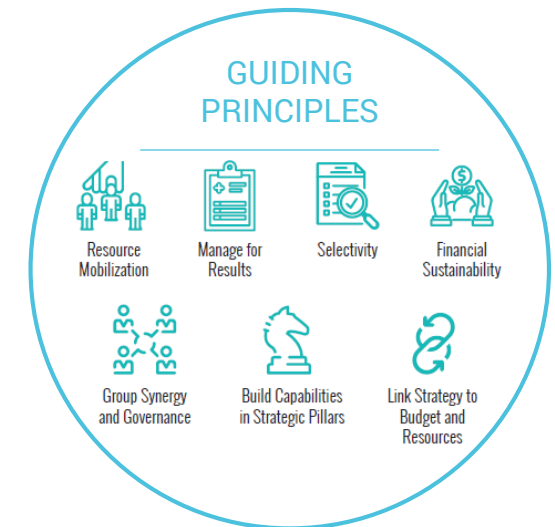 GUIDING
PRINCIPLES
Resource
Mobilization
Manage for
Results
Selectivity
$
Financial
Sustainability
Group Synergy
and Governance
Build Capabilities
in Strategic Pillars
Link Strategy to
Budget and
Resources